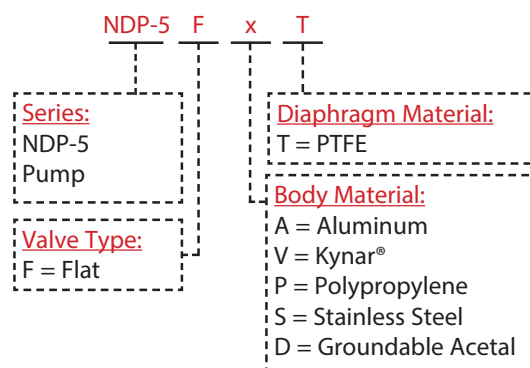 NDP-5 F x T
Series:
NDP-5
Pump
Valve Type:
F = Flat
Diaphragm Material:
T = PTFE
Body Material:
A = Aluminum
V = Kynar®
P = Polypropylene
S = Stainless Steel
D = Groundable Acetal